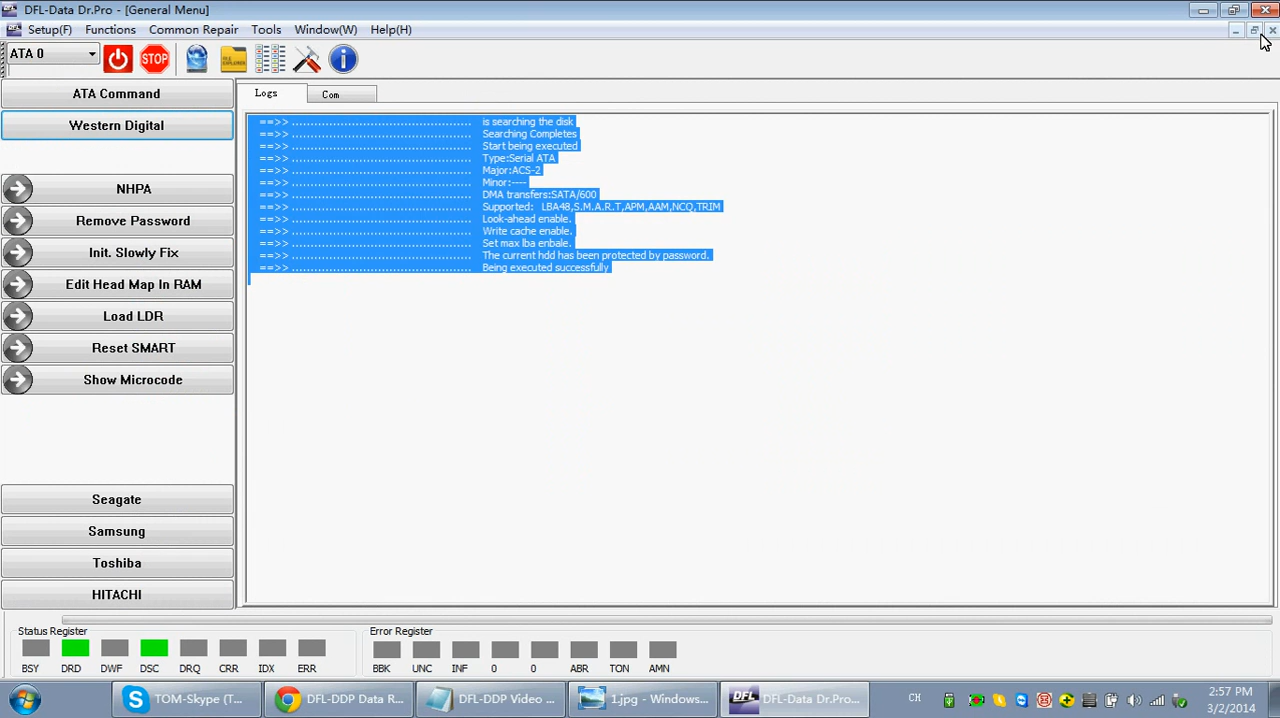 DFL-Data Dr.Pro - [General Menu]
Setup(F) Functions Common Repair Tools Window(W) Help(H)
ATA 0
STOP
FILE EXPLORER
ATA Command
Western Digital
NHPA
Remove Password
Init. Slowly Fix
Edit Head Map In RAM
Load LDR
Reset SMART
Show Microcode
Seagate
Samsung
Toshiba
HITACHI
Logs Com
==>> ............................................. is searching the disk
==>> ............................................. Searching Completes
==>> ............................................. Start being executed
==>> ............................................. Type:Serial ATA
==>> ............................................. Major:ACS-2
==>> ............................................. Minor:----
==>> ............................................. DMA transfers:SATA/600
==>> ............................................. Supported: LBA48,S.M.A.R.T,APM,AAM,NCQ,TRIM
==>> ............................................. Look-ahead enable.
==>> ............................................. Write cache enable.
==>> ............................................. Set max lba enbale.
==>> ............................................. The current hdd has been protected by password.
==>> ............................................. Being executed successfully
Status Register
BSY DRD DWF DSC DRQ CRR IDX ERR
Error Register
BBK UNC INF 0 0 ABR TON AMN
TOM-Skype (T...
DFL-DDP Data R...
DFL-DDP Video ...
1.jpg - Windows...
DFL
DFL-Data Dr.Pro...
CH
2:57 PM
3/2/2014